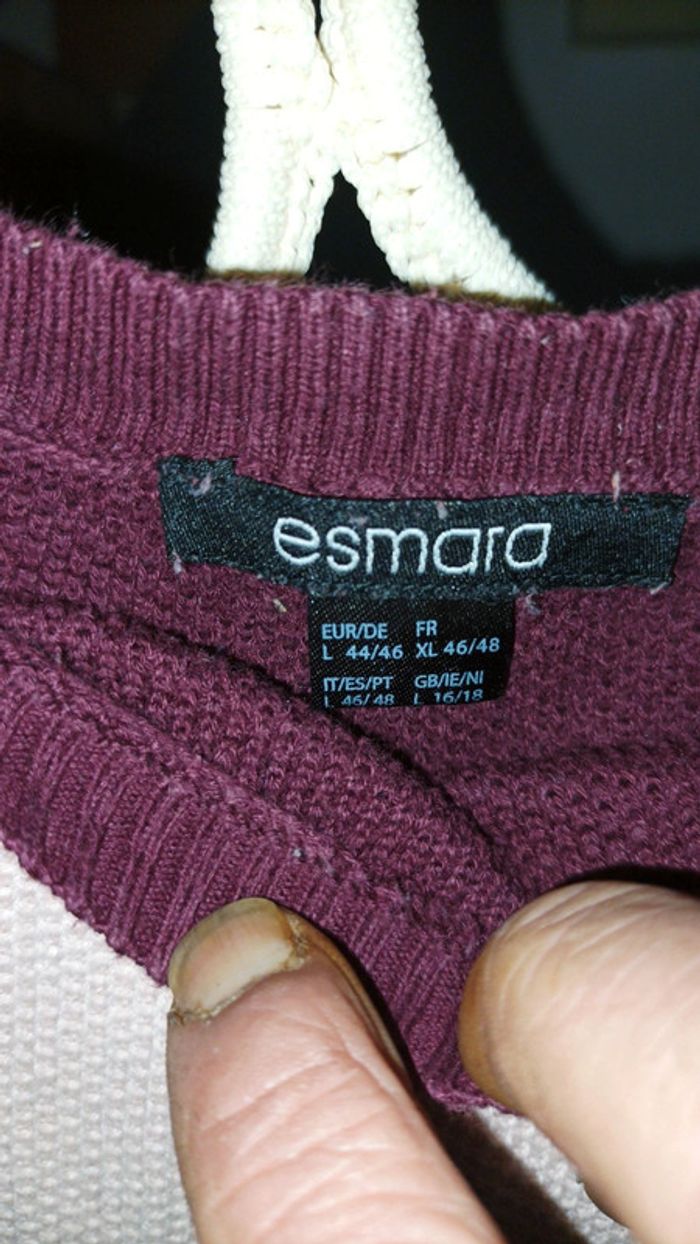 esmara
EUR/DE FR
L 44/46 XL 46/48
IT/ES/PT GB/IE/NI
L 46/48 L 16/18